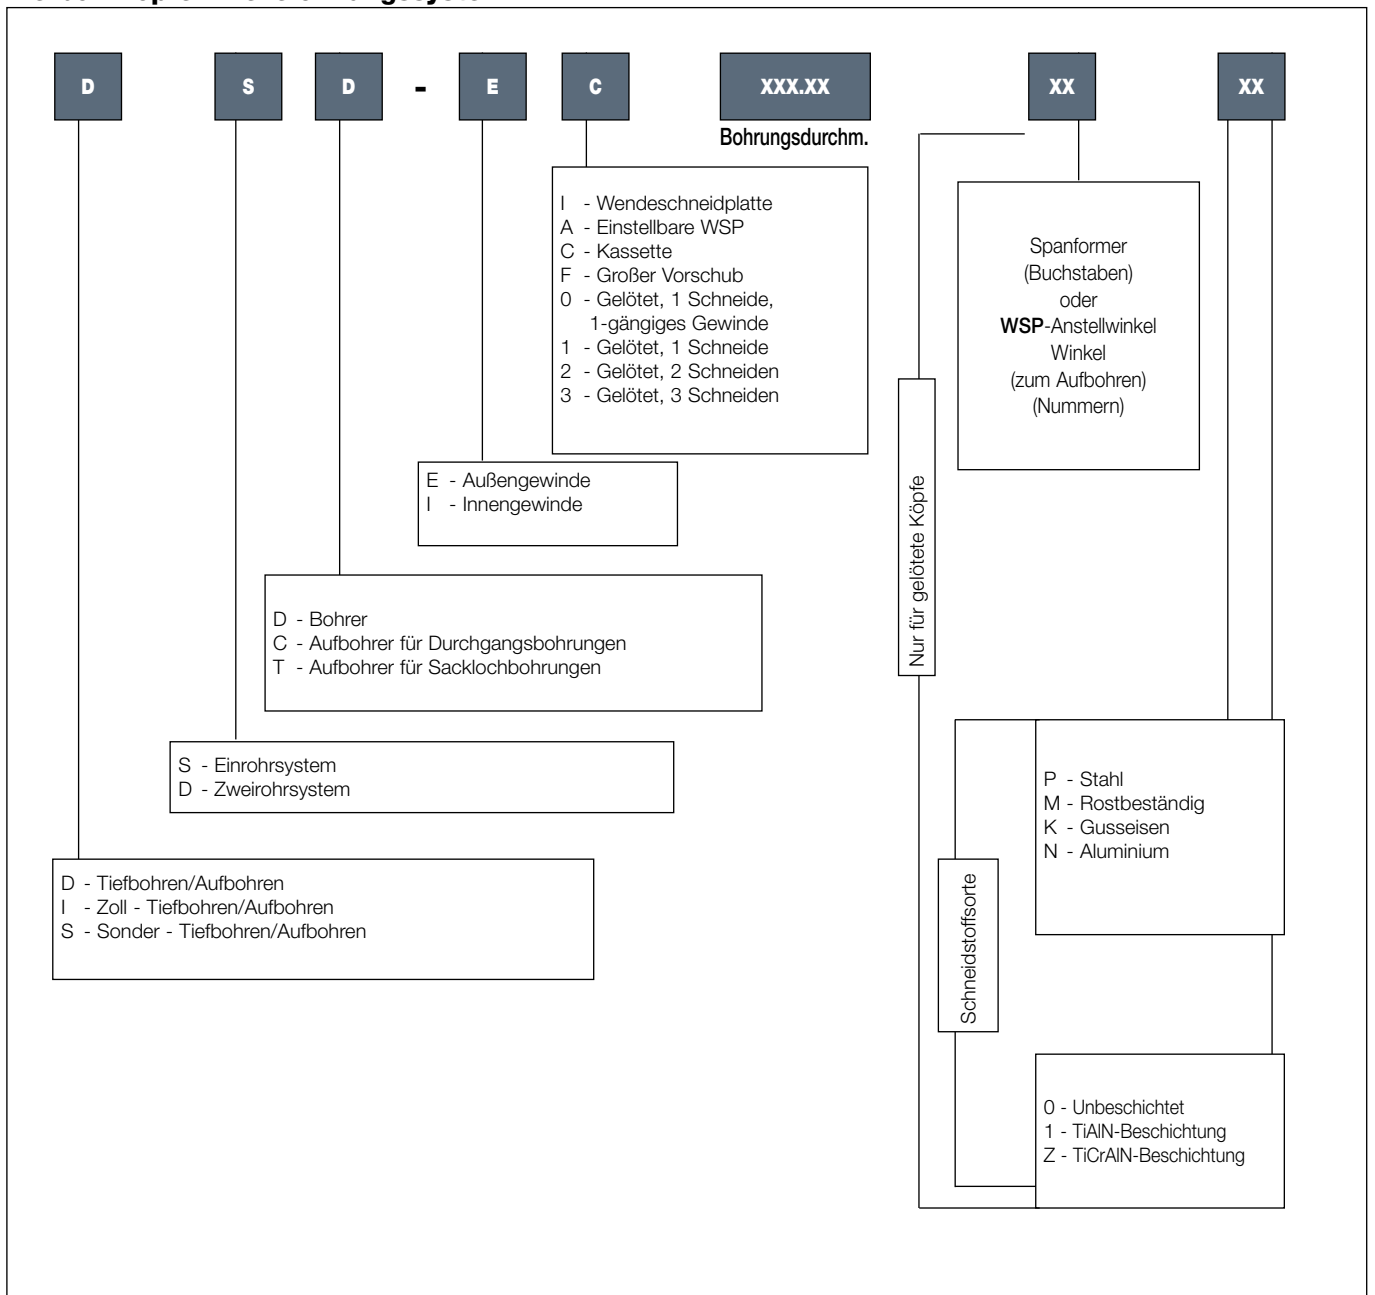 D S D - E C XXX.XX XX XX
Bohrungsdurchm.
I - Wendeschneidplatte
A - Einstellbare WSP
C - Kassette
F - Großer Vorschub
0 - Gelötet, 1 Schneide,
1-gängiges Gewinde
1 - Gelötet, 1 Schneide
2 - Gelötet, 2 Schneiden
3 - Gelötet, 3 Schneiden
Spanformer
(Buchstaben)
oder
WSP-Anstellwinkel
Winkel
(zum Aufbohren)
(Nummern)
E - Außengewinde
I - Innengewinde
Nur für gelötete Köpfe
D - Bohrer
C - Aufbohrer für Durchgangsbohrungen
T - Aufbohrer für Sacklochbohrungen
S - Einrohrsystem
D - Zweirohrsystem
P - Stahl
M - Rostbeständig
K - Gusseisen
N - Aluminium
D - Tiefbohren/Aufbohren
I - Zoll - Tiefbohren/Aufbohren
S - Sonder - Tiefbohren/Aufbohren
Schneidstoffsorte
0 - Unbeschichtet
1 - TiAlN-Beschichtung
Z - TiCrAlN-Beschichtung